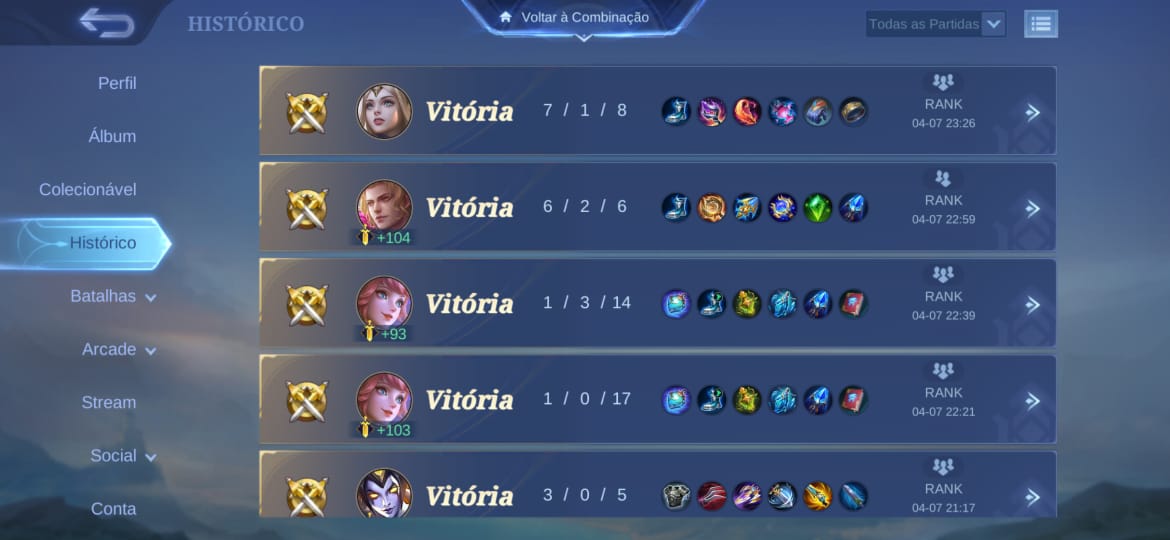 HISTÓRICO
Voltar à Combinação
Todas as Partidas
Perfil
Álbum
Colecionável
Histórico
Batalhas
Arcade
Stream
Social
Conta
Vitória 7 / 1 / 8 RANK
04-07 23:26
Vitória 6 / 2 / 6 RANK
+104 04-07 22:59
Vitória 1 / 3 / 14 RANK
+93 04-07 22:39
Vitória 1 / 0 / 17 RANK
+103 04-07 22:21
Vitória 3 / 0 / 5 RANK
04-07 21:17